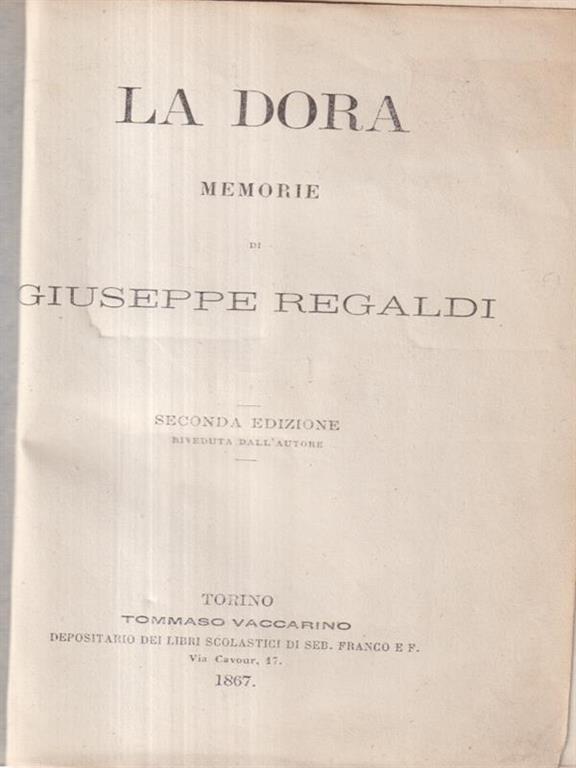 LA DORA
MEMORIE
DI
GIUSEPPE REGALDI
SECONDA EDIZIONE
RIVEDUTA DALL'AUTORE
TORINO
TOMMASO VACCARINO
DEPOSITARIO DEI LIBRI SCOLASTICI DI SEB. FRANCO E F.
Via Cavour, 17.
1867.